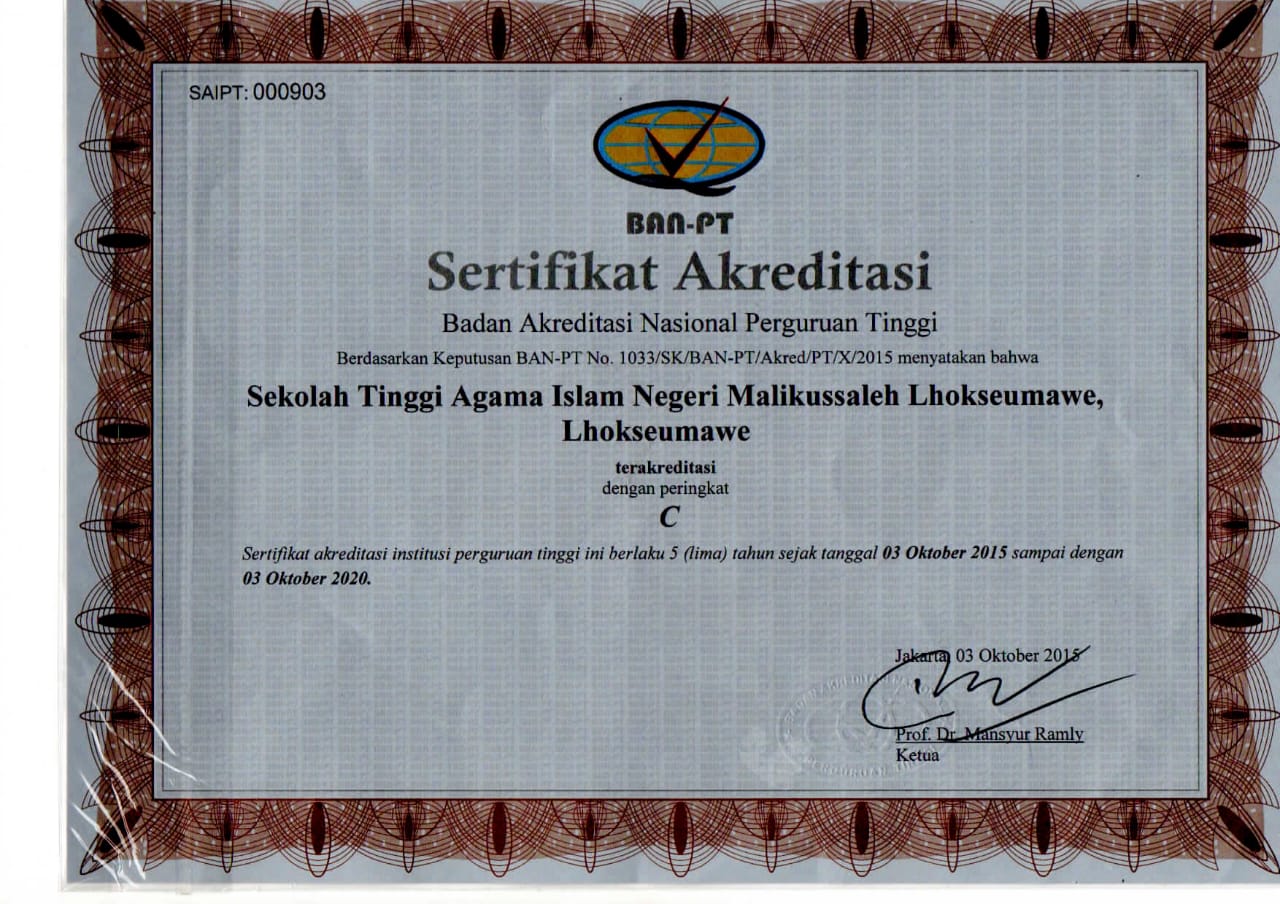 SAIPT: 000903
BAN-PT
Sertifikat Akreditasi
Badan Akreditasi Nasional Perguruan Tinggi
Berdasarkan Keputusan BAN-PT No. 1033/SK/BAN-PT/Akred/PT/X/2015 menyatakan bahwa
Sekolah Tinggi Agama Islam Negeri Malikussaleh Lhokseumawe,
Lhokseumawe
terakreditasi
dengan peringkat
C
Sertifikat akreditasi institusi perguruan tinggi ini berlaku 5 (lima) tahun sejak tanggal 03 Oktober 2015 sampai dengan
03 Oktober 2020.
Jakarta, 03 Oktober 2015
Prof. Dr. Mansyur Ramly
Ketua